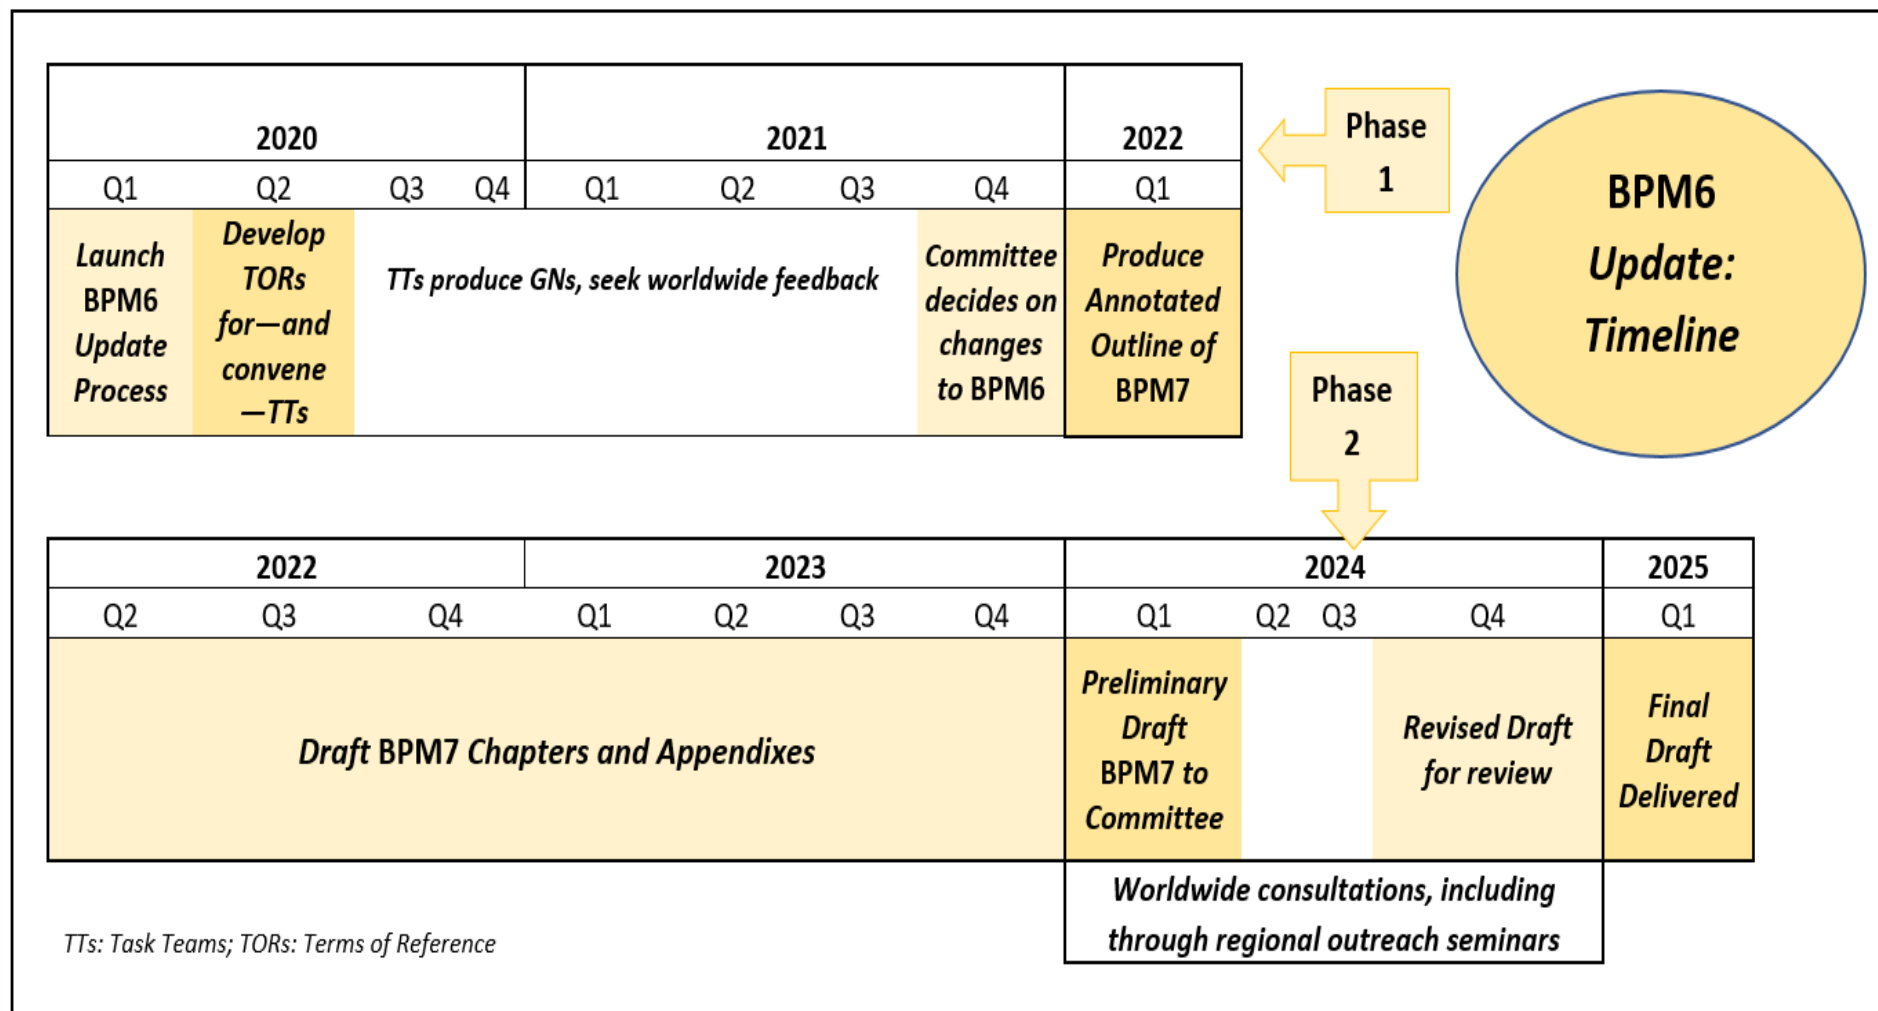 2020 2021 2022
Q1 Q2 Q3 Q4 Q1 Q2 Q3 Q4 Q1
Launch
BPM6
Update
Process
Develop
TORs
for—and
convene
—TTs
TTs produce GNs, seek worldwide feedback
Committee
decides on
changes
to BPM6
Produce
Annotated
Outline of
BPM7
Phase
1
BPM6
Update:
Timeline
Phase
2
2022 2023 2024 2025
Q2 Q3 Q4 Q1 Q2 Q3 Q4 Q1 Q2 Q3 Q4 Q1
Draft BPM7 Chapters and Appendixes
Preliminary
Draft
BPM7 to
Committee
Revised Draft
for review
Final
Draft
Delivered
Worldwide consultations, including
through regional outreach seminars
TTs: Task Teams; TORs: Terms of Reference